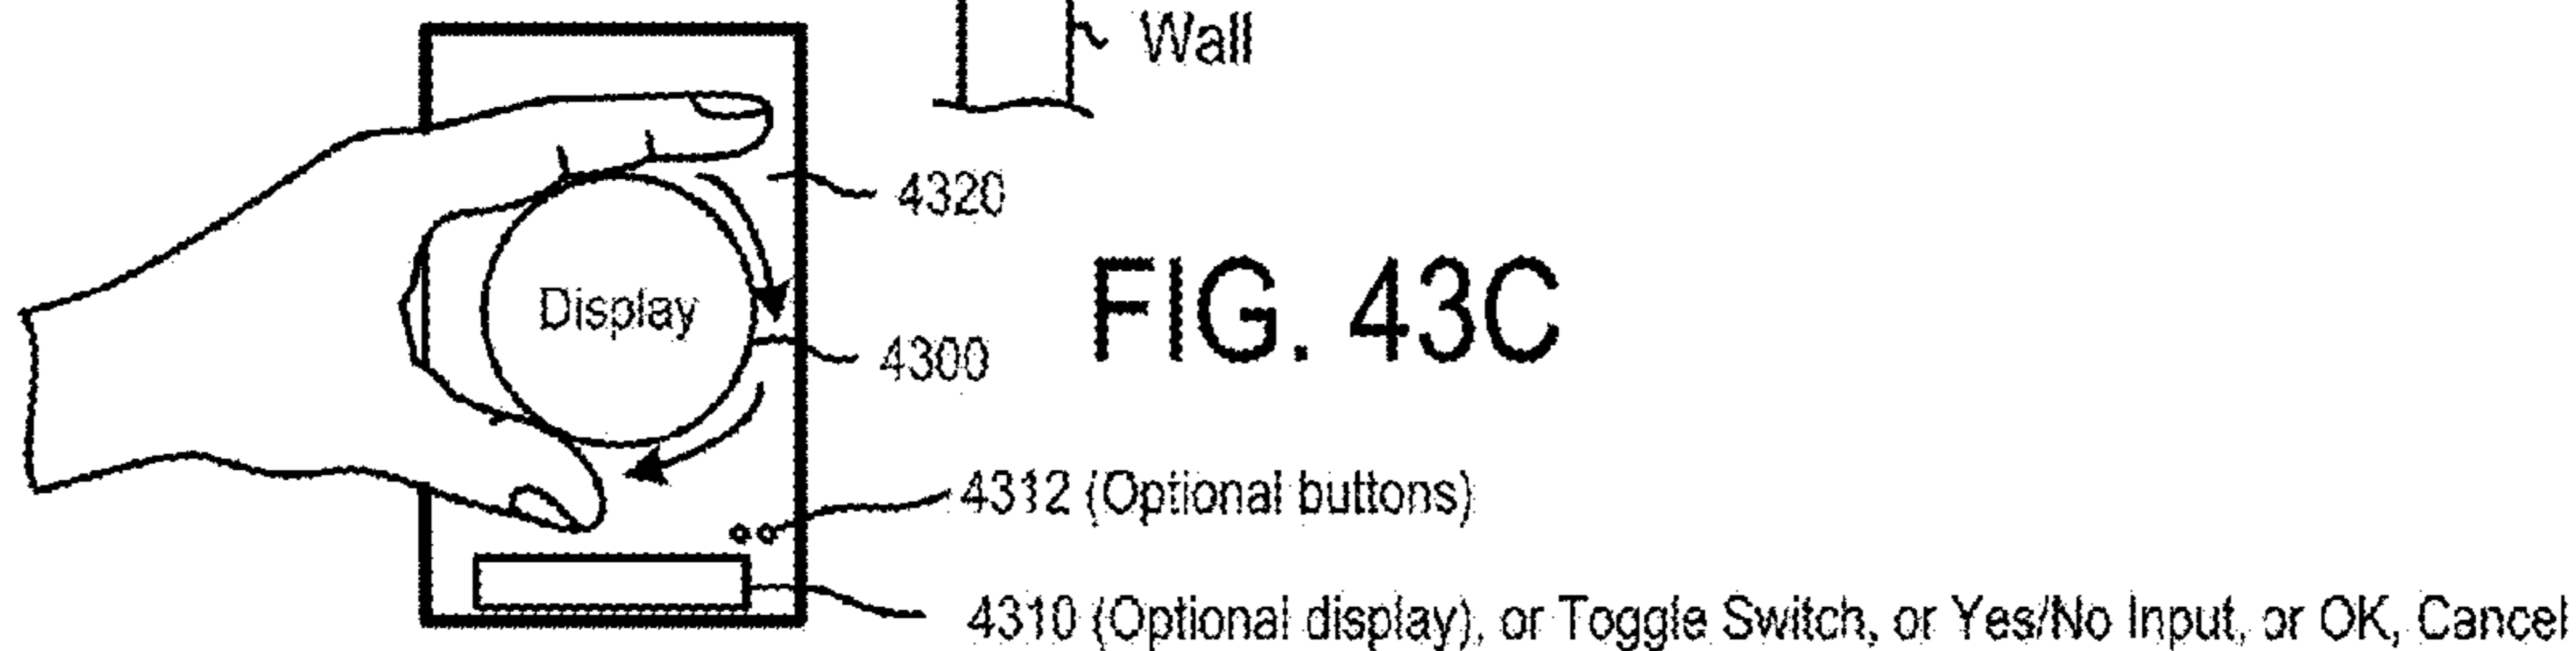 Wall
4320
Display
4300
FIG. 43C
4312 (Optional buttons)
4310 (Optional display), or Toggle Switch, or Yes/No Input, or OK, Cancel